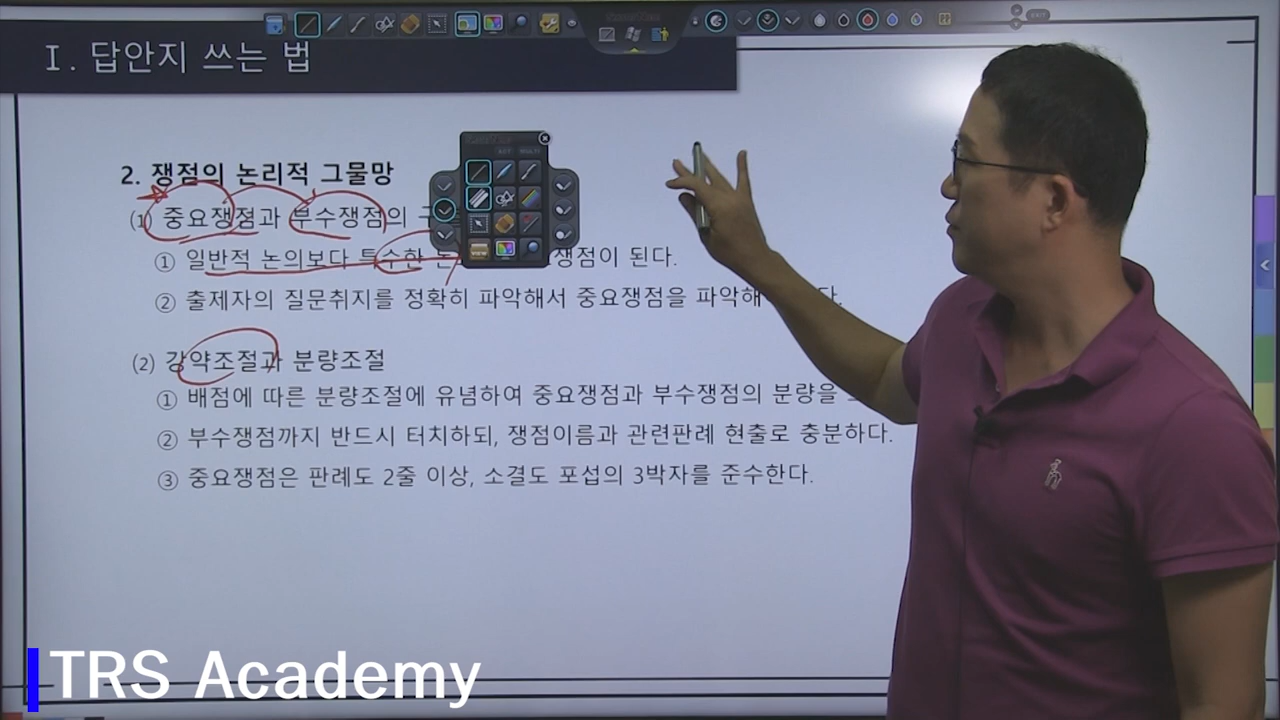 I. 답안지 쓰는 법
2. 쟁점의 논리적 그물망
(1) 중요쟁점과 부수쟁점의
① 일반적 논의보다 특수한 쟁점이 된다.
② 출제자의 질문취지를 정확히 파악해서 중요쟁점을 파악해
(2) 강약조절과 분량조절
① 배점에 따른 분량조절에 유념하여 중요쟁점과 부수쟁점의 분량을
② 부수쟁점까지 반드시 터치하되, 쟁점이름과 관련판례 현출로 충분하다.
③ 중요쟁점은 판례도 2줄 이상, 소결도 포섭의 3박자를 준수한다.
TRS Academy